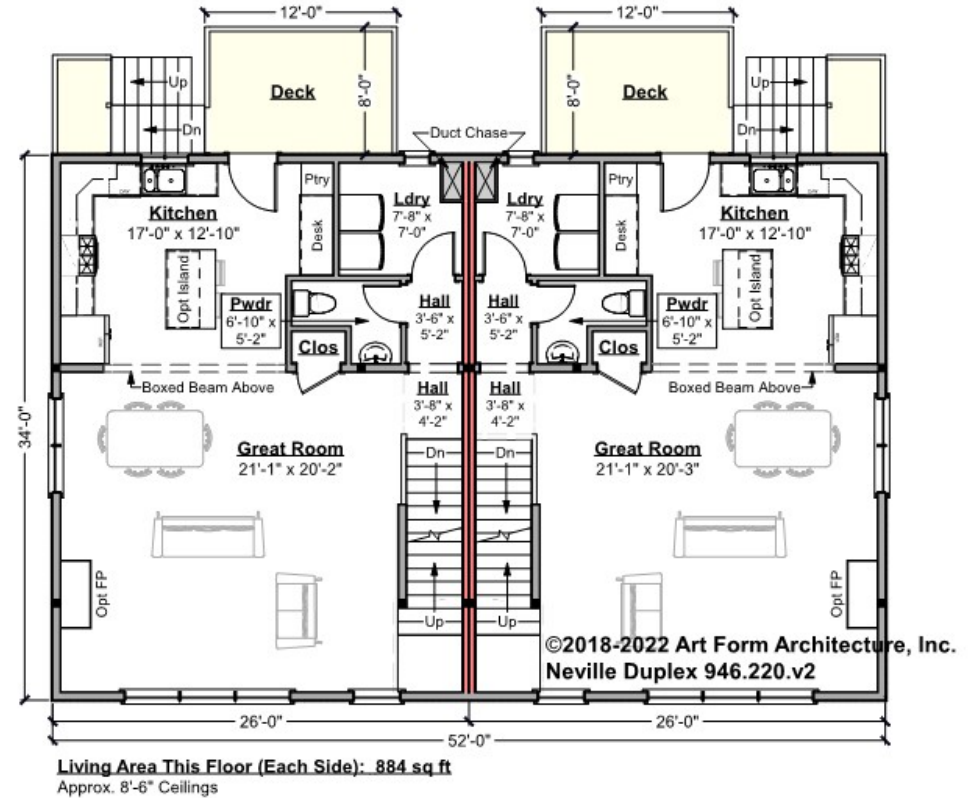 12'-0"
12'-0"
Up
Deck
8'-0"
8'-0"
Deck
Up
Dn
Duct Chase
Dn
Kitchen
17'-0" x 12'-10"
Ptry
Desk
Ldry
7'-8" x
7'-0"
Ldry
7'-8" x
7'-0"
Ptry
Desk
Kitchen
17'-0" x 12'-10"
Opt Island
Pwdr
6'-10" x
5'-2"
Hall
3'-6" x
5'-2"
Hall
3'-6" x
5'-2"
Pwdr
6'-10" x
5'-2"
Opt Island
Clos
Clos
Boxed Beam Above
Hall
3'-8" x
4'-2"
Hall
3'-8" x
4'-2"
Boxed Beam Above
34'-0"
Great Room
21'-1" x 20'-2"
Dn
Dn
Great Room
21'-1" x 20'-3"
Opt FP
Opt FP
Up
Up
©2018-2022 Art Form Architecture, Inc.
Neville Duplex 946.220.v2
26'-0"
26'-0"
52'-0"
Living Area This Floor (Each Side): 884 sq ft
Approx. 8'-6" Ceilings